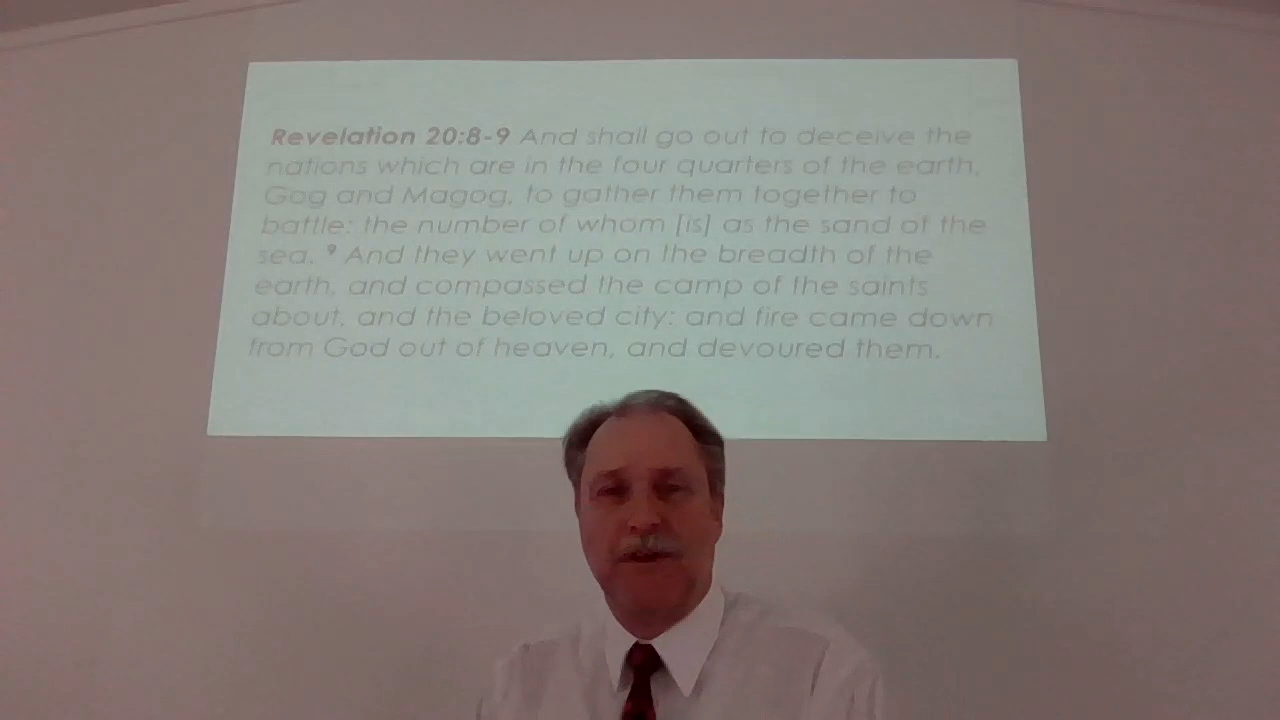 Revelation 20:8-9 And shall go out to deceive the
nations which are in the four quarters of the earth,
Gog and Magog, to gather them together to
battle: the number of whom [is] as the sand of the
sea. ⁹ And they went up on the breadth of the
earth, and compassed the camp of the saints
about, and the beloved city: and fire came down
from God out of heaven, and devoured them.